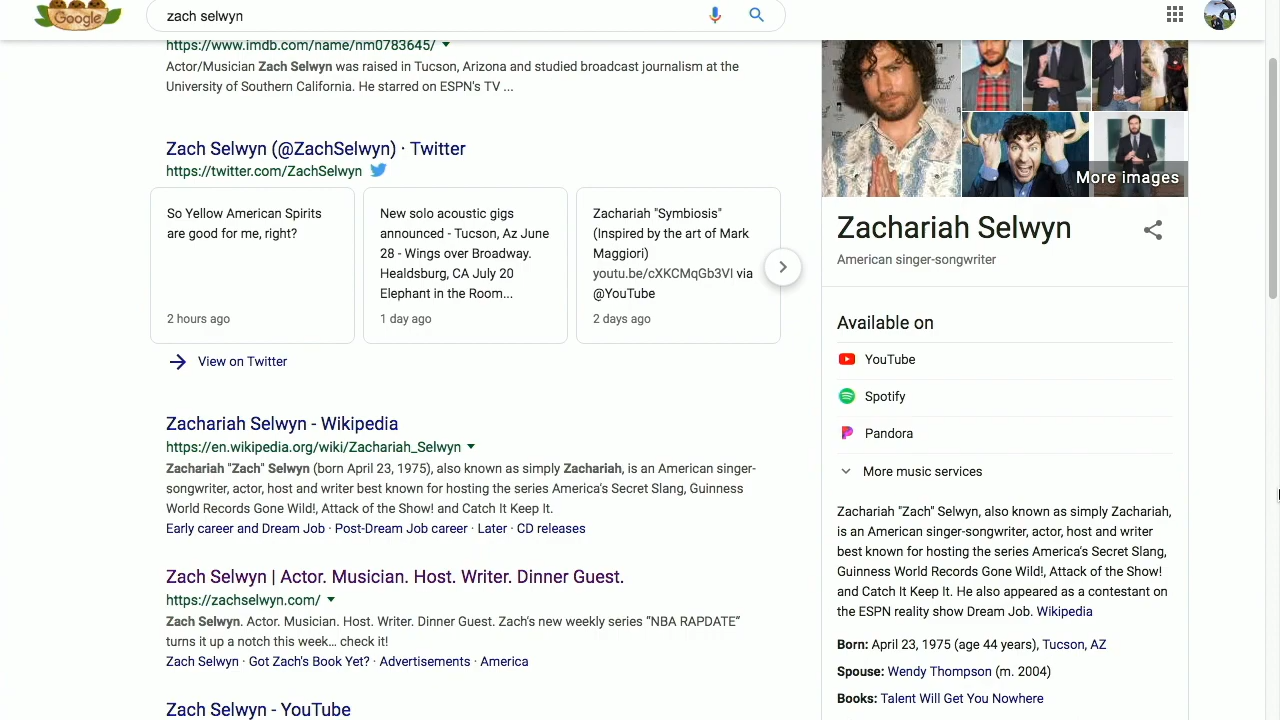 Google
zach selwyn
https://www.imdb.com/name/nm0783645/
Actor/Musician Zach Selwyn was raised in Tucson, Arizona and studied broadcast journalism at the
University of Southern California. He starred on ESPN's TV ...
Zach Selwyn (@ZachSelwyn) · Twitter
https://twitter.com/ZachSelwyn
So Yellow American Spirits
are good for me, right?
2 hours ago
New solo acoustic gigs
announced - Tucson, Az June
28 - Wings over Broadway.
Healdsburg, CA July 20
Elephant in the Room...
1 day ago
Zachariah "Symbiosis"
(Inspired by the art of Mark
Maggiori)
youtu.be/cXKCMqGb3VI via
@YouTube
2 days ago
View on Twitter
Zachariah Selwyn - Wikipedia
https://en.wikipedia.org/wiki/Zachariah_Selwyn
Zachariah "Zach" Selwyn (born April 23, 1975), also known as simply Zachariah, is an American singer-
songwriter, actor, host and writer best known for hosting the series America's Secret Slang, Guinness
World Records Gone Wild!, Attack of the Show! and Catch It Keep It.
Early career and Dream Job · Post-Dream Job career · Later · CD releases
Zach Selwyn | Actor. Musician. Host. Writer. Dinner Guest.
https://zachselwyn.com/
Zach Selwyn. Actor. Musician. Host. Writer. Dinner Guest. Zach's new weekly series “NBA RAPDATE”
turns it up a notch this week… check it!
Zach Selwyn · Got Zach's Book Yet? · Advertisements · America
Zach Selwyn - YouTube
More images
Zachariah Selwyn
American singer-songwriter
Available on
YouTube
Spotify
Pandora
More music services
Zachariah "Zach" Selwyn, also known as simply Zachariah,
is an American singer-songwriter, actor, host and writer
best known for hosting the series America's Secret Slang,
Guinness World Records Gone Wild!, Attack of the Show!
and Catch It Keep It. He also appeared as a contestant on
the ESPN reality show Dream Job. Wikipedia
Born: April 23, 1975 (age 44 years), Tucson, AZ
Spouse: Wendy Thompson (m. 2004)
Books: Talent Will Get You Nowhere